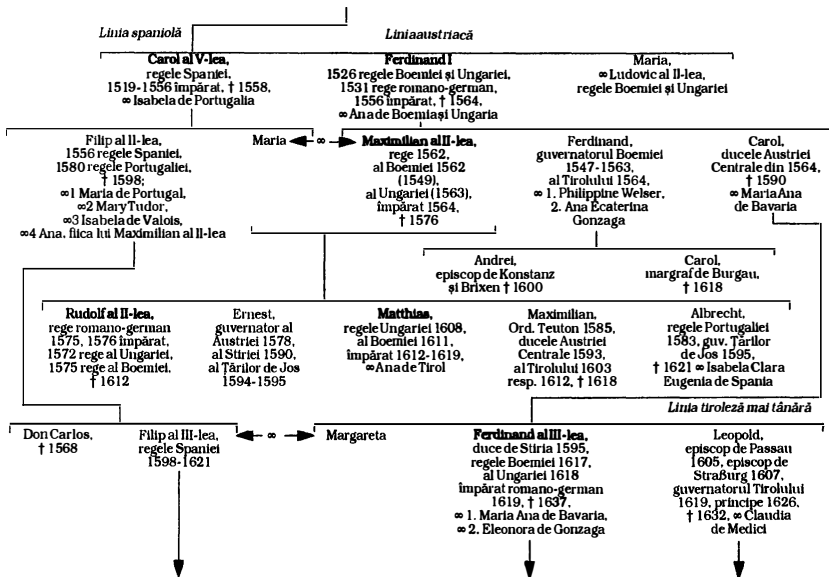 Linia spaniolă
Linia austriacă
Carol al V-lea,
regele Spaniei,
1519-1556 împărat, † 1558,
∞ Isabela de Portugalia
Ferdinand I
1526 regele Boemiei și Ungariei,
1531 rege romano-german,
1556 împărat, † 1564,
∞ Ana de Boemia și Ungaria
Maria,
∞ Ludovic al II-lea,
regele Boemiei și Ungariei
Filip al II-lea,
1556 regele Spaniei,
1580 regele Portugaliei,
† 1598;
∞1 Maria de Portugal,
∞2 Mary Tudor,
∞3 Isabela de Valois,
∞4 Ana, fiica lui Maximilian al II-lea
Maria
∞
Maximilian al II-lea,
rege 1562,
al Boemiei 1562
(1549),
al Ungariei (1563),
împărat 1564,
† 1576
Ferdinand,
guvernatorul Boemiei
1547-1563,
al Tirolului 1564,
∞ 1. Philippine Welser,
2. Ana Ecaterina
Gonzaga
Carol,
ducele Austriei
Centrale din 1564,
† 1590
∞ Maria Ana
de Bavaria
Andrei,
episcop de Konstanz
și Brixen † 1600
Carol,
margraf de Burgau,
† 1618
Rudolf al II-lea,
rege romano-german
1575, 1576 împărat,
1572 rege al Ungariei,
1575 rege al Boemiei,
† 1612
Ernest,
guvernator al
Austriei 1578,
al Stiriei 1590,
al Țărilor de Jos
1594-1595
Matthias,
regele Ungariei 1608,
al Boemiei 1611,
împărat 1612-1619,
∞ Ana de Tirol
Maximilian,
Ord. Teuton 1585,
ducele Austriei
Centrale 1593,
al Tirolului 1603
resp. 1612, † 1618
Albrecht,
regele Portugaliei
1583, guv. Țărilor
de Jos 1595,
† 1621 ∞ Isabela Clara
Eugenia de Spania
Linia tiroleză mai tânără
Don Carlos,
† 1568
Filip al III-lea,
regele Spaniei
1598-1621
∞
Margareta
Ferdinand al III-lea,
duce de Stiria 1595,
regele Boemiei 1617,
al Ungariei 1618
împărat romano-german
1619, † 1637,
∞ 1. Maria Ana de Bavaria,
∞ 2. Eleonora de Gonzaga
Leopold,
episcop de Passau
1605, episcop de
Straßurg 1607,
guvernatorul Tirolului
1619, principe 1626,
† 1632, ∞ Claudia
de Medici